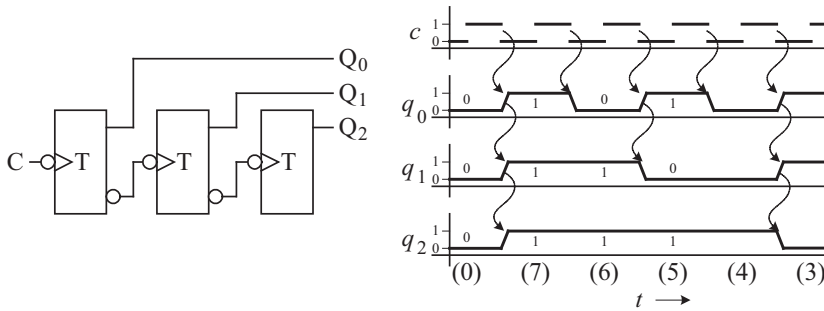 Q0
Q1
Q2
C T T T
c 1 0
q0 1 0 0 1 0 1
q1 1 0 0 1 1 0
q2 1 0 0 1 1 1
(0) (7) (6) (5) (4) (3)
t